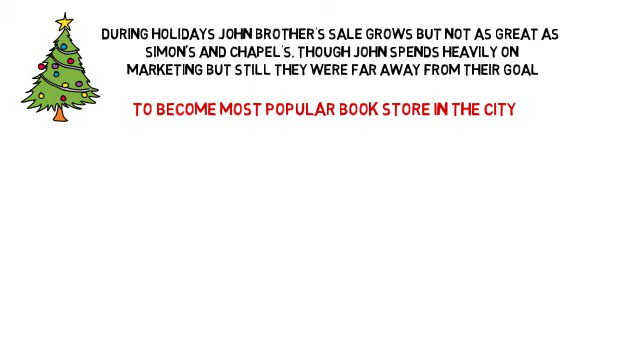 DURING HOLIDAYS JOHN BROTHER'S SALE GROWS BUT NOT AS GREAT AS
SIMON'S AND CHAPEL'S, THOUGH JOHN SPENDS HEAVILY ON
MARKETING BUT STILL THEY WERE FAR AWAY FROM THEIR GOAL
TO BECOME MOST POPULAR BOOK STORE IN THE CITY